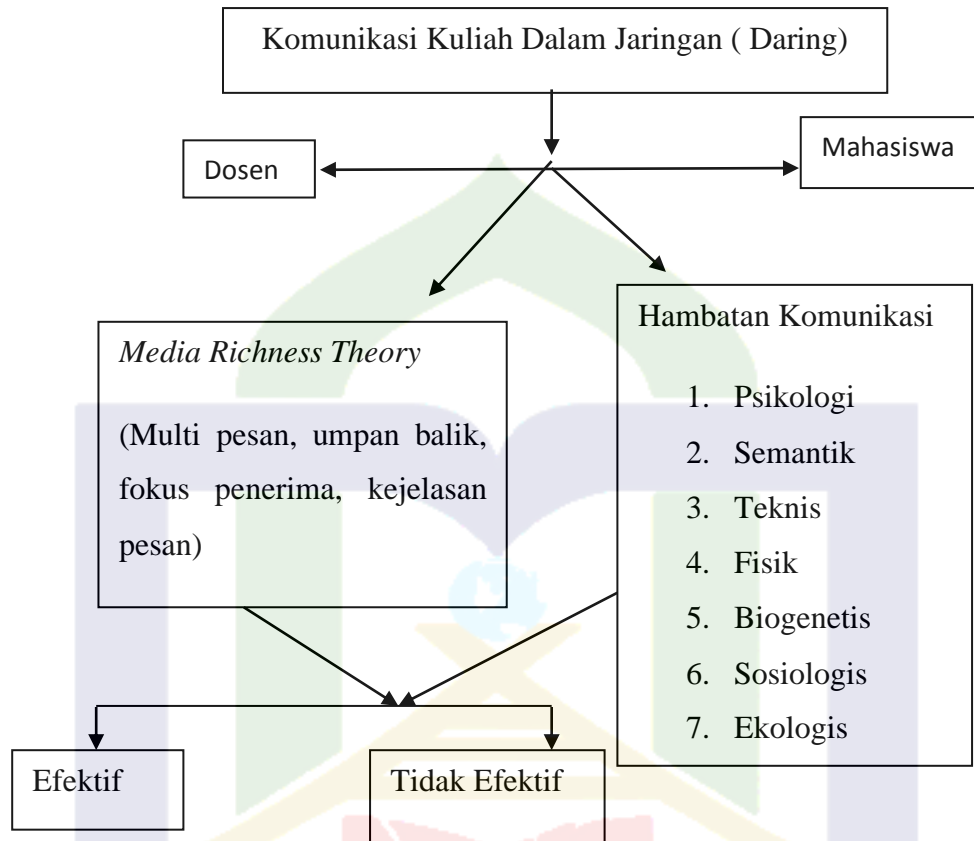 Komunikasi Kuliah Dalam Jaringan ( Daring)
Dosen
Mahasiswa
Media Richness Theory
(Multi pesan, umpan balik,
fokus penerima, kejelasan
pesan)
Hambatan Komunikasi
1. Psikologi
2. Semantik
3. Teknis
4. Fisik
5. Biogenetis
6. Sosiologis
7. Ekologis
Efektif
Tidak Efektif